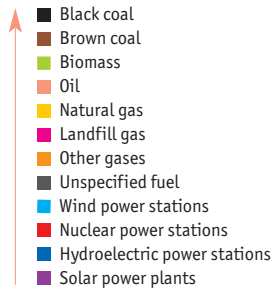 Black coal
Brown coal
Biomass
Oil
Natural gas
Landfill gas
Other gases
Unspecified fuel
Wind power stations
Nuclear power stations
Hydroelectric power stations
Solar power plants